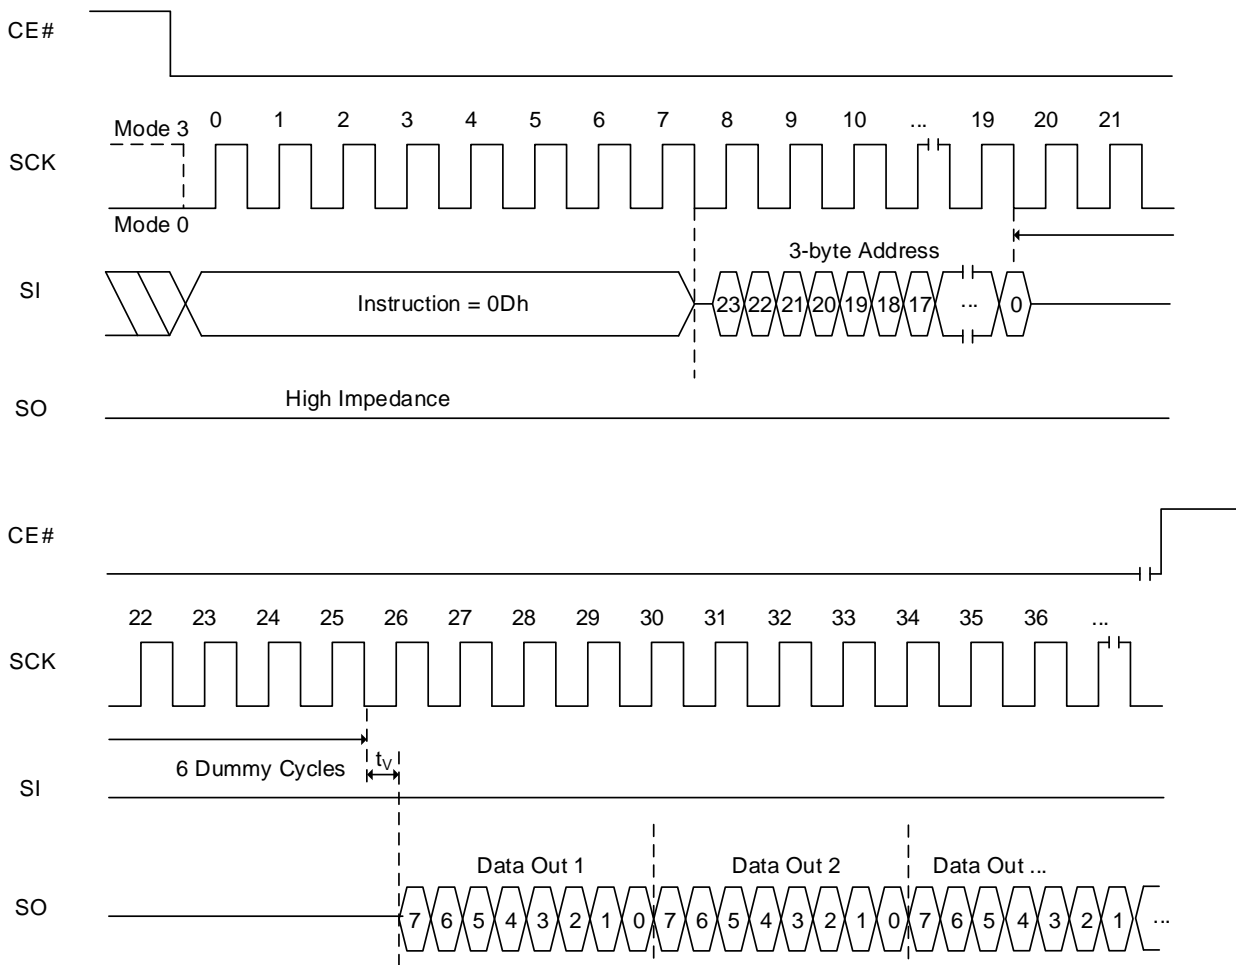 CE#
Mode 3
0 1 2 3 4 5 6 7 8 9 10 ... 19 20 21
SCK
Mode 0
3-byte Address
SI
Instruction = 0Dh
23 22 21 20 19 18 17 ... 0
High Impedance
SO
CE#
22 23 24 25 26 27 28 29 30 31 32 33 34 35 36 ...
SCK
6 Dummy Cycles
tV
SI
Data Out 1 Data Out 2 Data Out ...
SO
7 6 5 4 3 2 1 0 7 6 5 4 3 2 1 0 7 6 5 4 3 2 1 ...